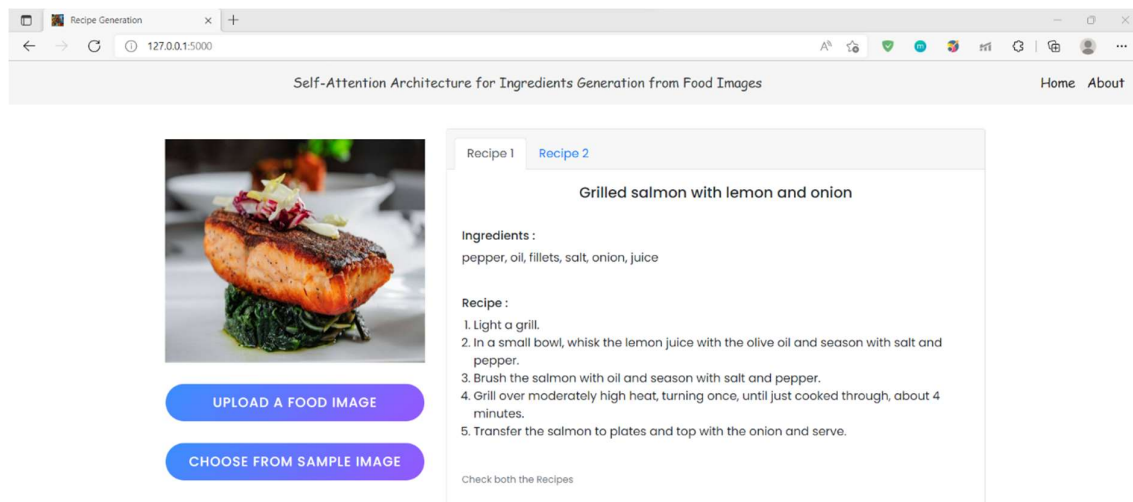 Recipe Generation
127.0.0.1:5000
Self-Attention Architecture for Ingredients Generation from Food Images
Home About
Recipe 1 Recipe 2
Grilled salmon with lemon and onion
Ingredients :
pepper, oil, fillets, salt, onion, juice
Recipe :
1. Light a grill.
2. In a small bowl, whisk the lemon juice with the olive oil and season with salt and
pepper.
3. Brush the salmon with oil and season with salt and pepper.
4. Grill over moderately high heat, turning once, until just cooked through, about 4
minutes.
5. Transfer the salmon to plates and top with the onion and serve.
Check both the Recipes
UPLOAD A FOOD IMAGE
CHOOSE FROM SAMPLE IMAGE